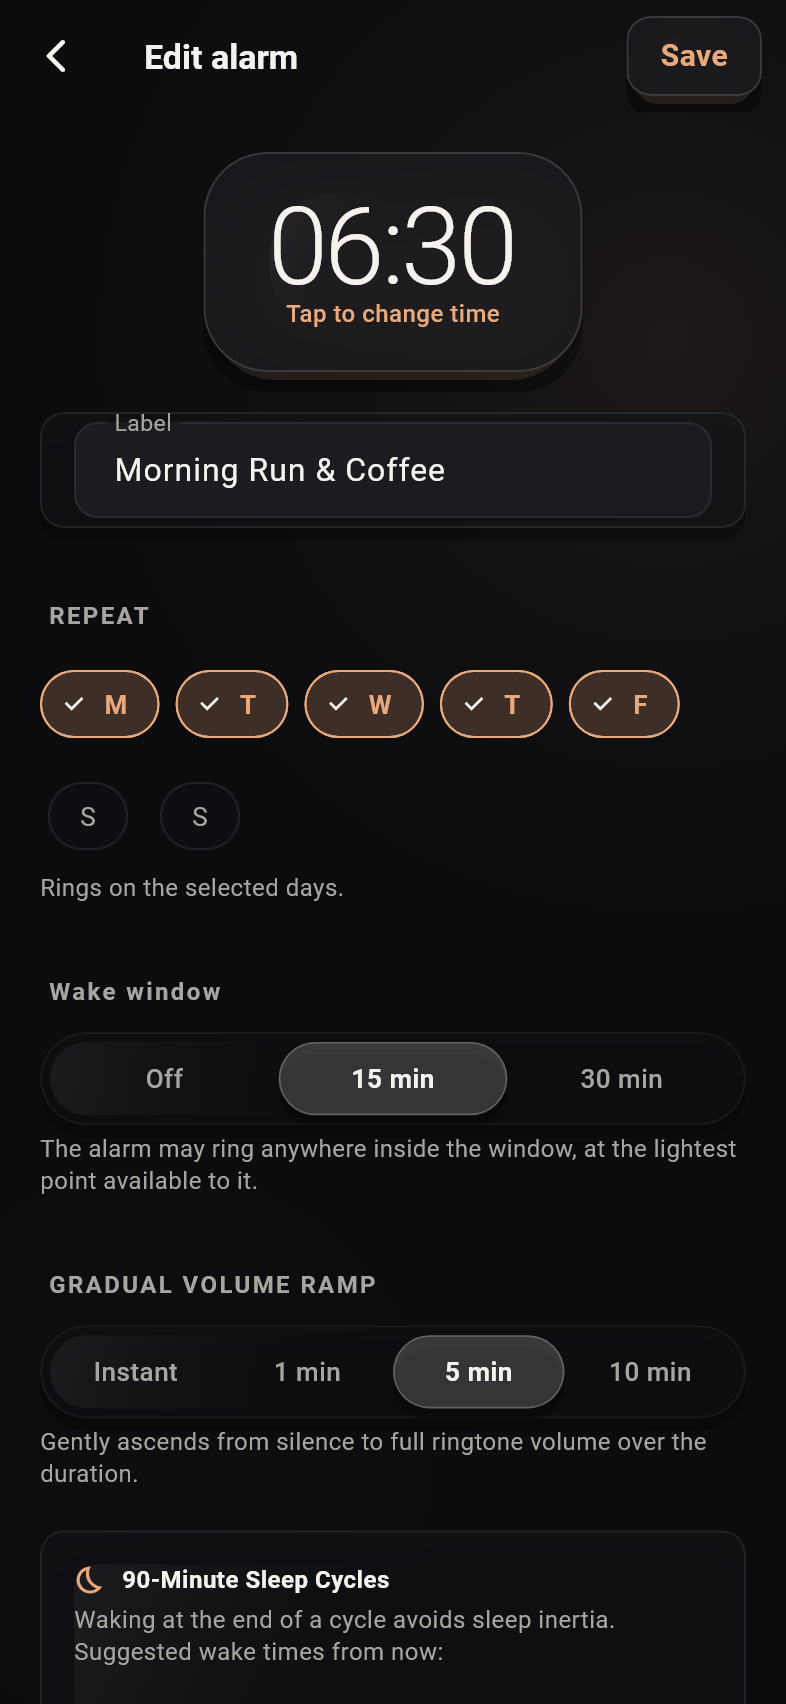 Edit alarm
Save
06:30
Tap to change time
Label
Morning Run & Coffee
REPEAT
M T W T F
S S
Rings on the selected days.
Wake window
Off 15 min 30 min
The alarm may ring anywhere inside the window, at the lightest
point available to it.
GRADUAL VOLUME RAMP
Instant 1 min 5 min 10 min
Gently ascends from silence to full ringtone volume over the
duration.
90-Minute Sleep Cycles
Waking at the end of a cycle avoids sleep inertia.
Suggested wake times from now: